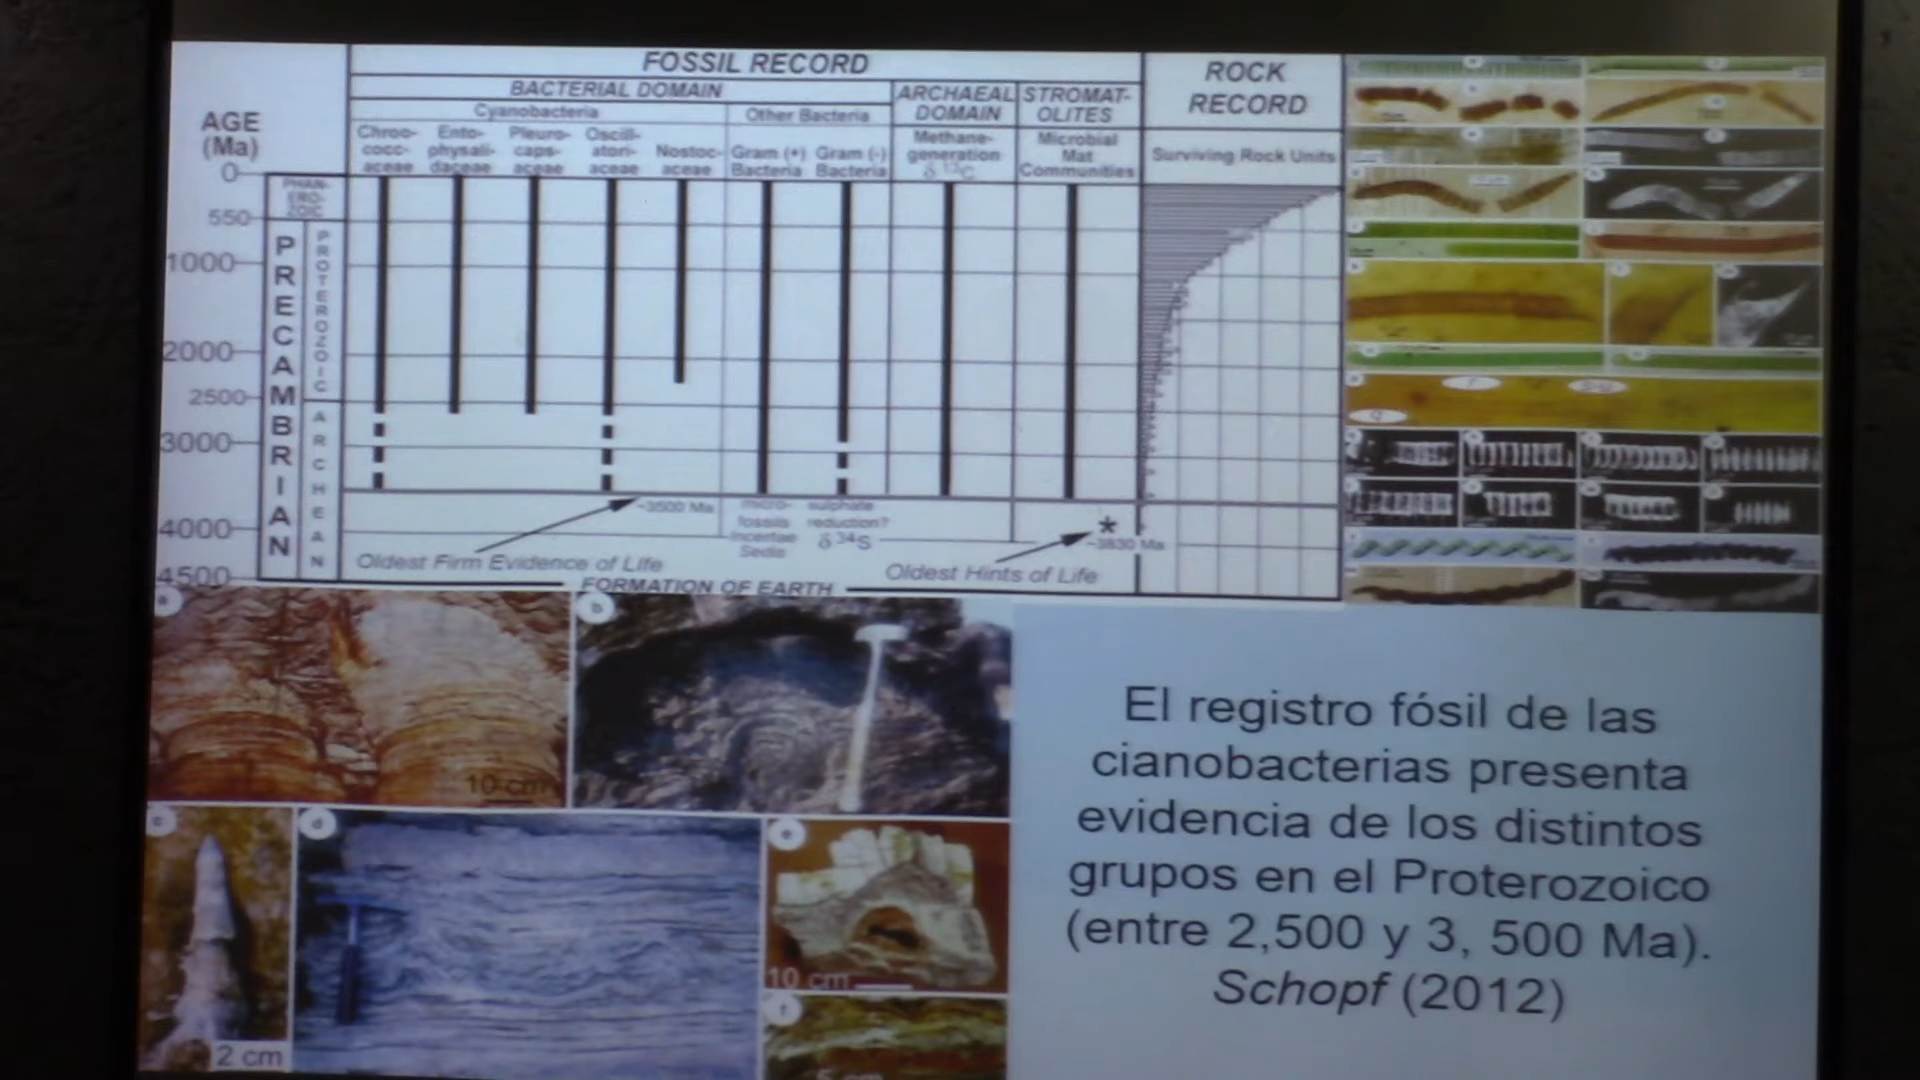 FOSSIL RECORD
ROCK
RECORD
BACTERIAL DOMAIN
ARCHAEAL
DOMAIN
STROMAT-
OLITES
Cyanobacteria
Other Bacteria
AGE
(Ma)
Chroo-
cocc-
aceae
Ento-
physali-
daceae
Pleuro-
caps-
aceae
Oscill-
atori-
aceae
Nostoc-
aceae
Gram (+)
Bacteria
Gram (-)
Bacteria
Methane-
generation
δ 13C
Microbial
Mat
Communities
Surviving Rock Units
0
PHAN-
ERO-
ZOIC
550
1000
2000
2500
3000
4000
4500
PRECAMBRIAN
PROTEROZOIC
ARCHEAN
~3500 Ma
micro-
fossils
Incertae
Sedis
sulphate
reduction?
δ 34S
*
~3830 Ma
Oldest Firm Evidence of Life
Oldest Hints of Life
FORMATION OF EARTH
a
10 cm
b
c
2 cm
d
e
10 cm
f
5 cm
El registro fósil de las
cianobacterias presenta
evidencia de los distintos
grupos en el Proterozoico
(entre 2,500 y 3, 500 Ma).
Schopf (2012)